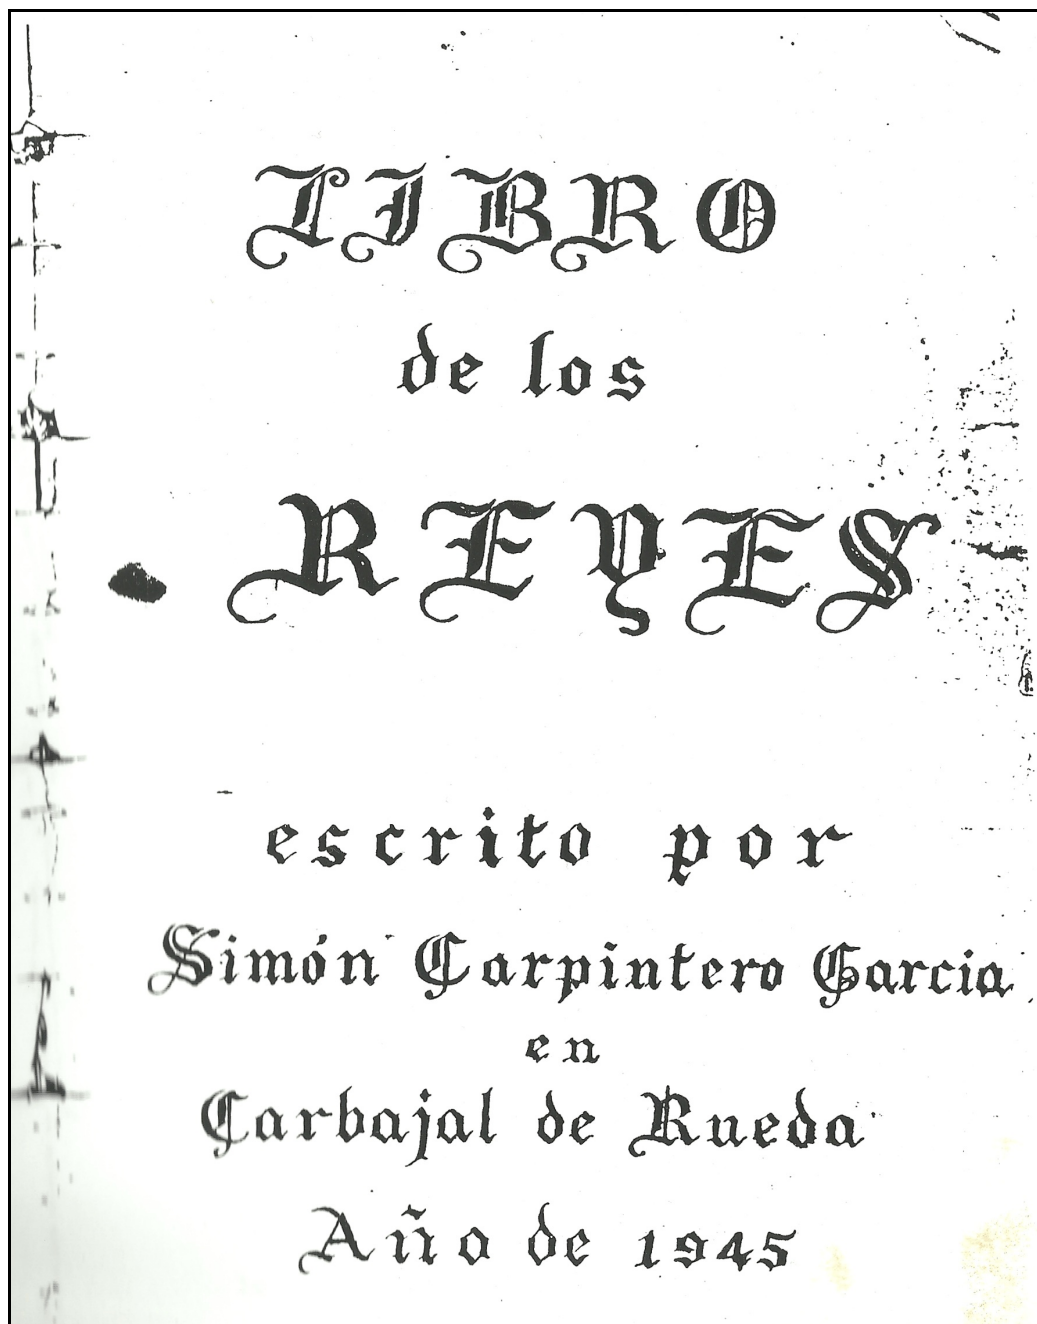 LIBRO
de los
REYES
escrito por
Simón Carpintero Garcia
en
Carbajal de Rueda
Año de 1945